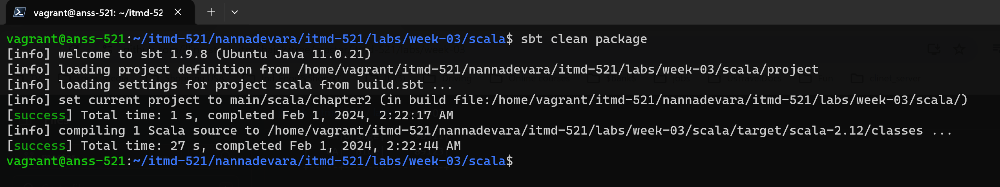 vagrant@anss-521: ~/itmd-52
vagrant@anss-521:~/itmd-521/nannadevara/itmd-521/labs/week-03/scala$ sbt clean package
[info] welcome to sbt 1.9.8 (Ubuntu Java 11.0.21)
[info] loading project definition from /home/vagrant/itmd-521/nannadevara/itmd-521/labs/week-03/scala/project
[info] loading settings for project scala from build.sbt ...
[info] set current project to main/scala/chapter2 (in build file:/home/vagrant/itmd-521/nannadevara/itmd-521/labs/week-03/scala/)
[success] Total time: 1 s, completed Feb 1, 2024, 2:22:17 AM
[info] compiling 1 Scala source to /home/vagrant/itmd-521/nannadevara/itmd-521/labs/week-03/scala/target/scala-2.12/classes ...
[success] Total time: 27 s, completed Feb 1, 2024, 2:22:44 AM
vagrant@anss-521:~/itmd-521/nannadevara/itmd-521/labs/week-03/scala$